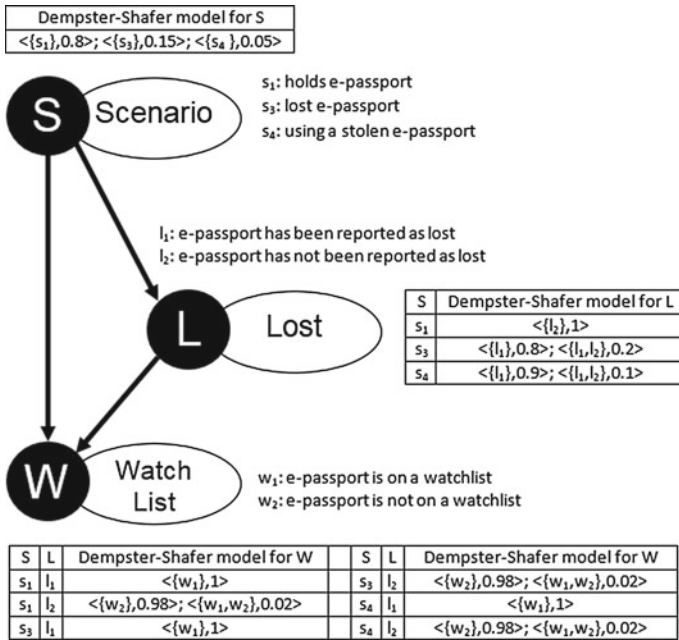 Dempster-Shafer model for S
<{s₁},0.8>; <{s₃},0.15>; <{s₄},0.05>
S Scenario
s₁: holds e-passport
s₃: lost e-passport
s₄: using a stolen e-passport
l₁: e-passport has been reported as lost
l₂: e-passport has not been reported as lost
L Lost
S Dempster-Shafer model for L
s₁ <{l₂},1>
s₃ <{l₁},0.8>; <{l₁,l₂},0.2>
s₄ <{l₁},0.9>; <{l₁,l₂},0.1>
W Watch
List
w₁: e-passport is on a watchlist
w₂: e-passport is not on a watchlist
S L Dempster-Shafer model for W S L Dempster-Shafer model for W
s₁ l₁ <{w₁},1> s₃ l₂ <{w₂},0.98>; <{w₁,w₂},0.02>
s₁ l₂ <{w₂},0.98>; <{w₁,w₂},0.02> s₄ l₁ <{w₁},1>
s₃ l₁ <{w₁},1> s₄ l₂ <{w₂},0.98>; <{w₁,w₂},0.02>